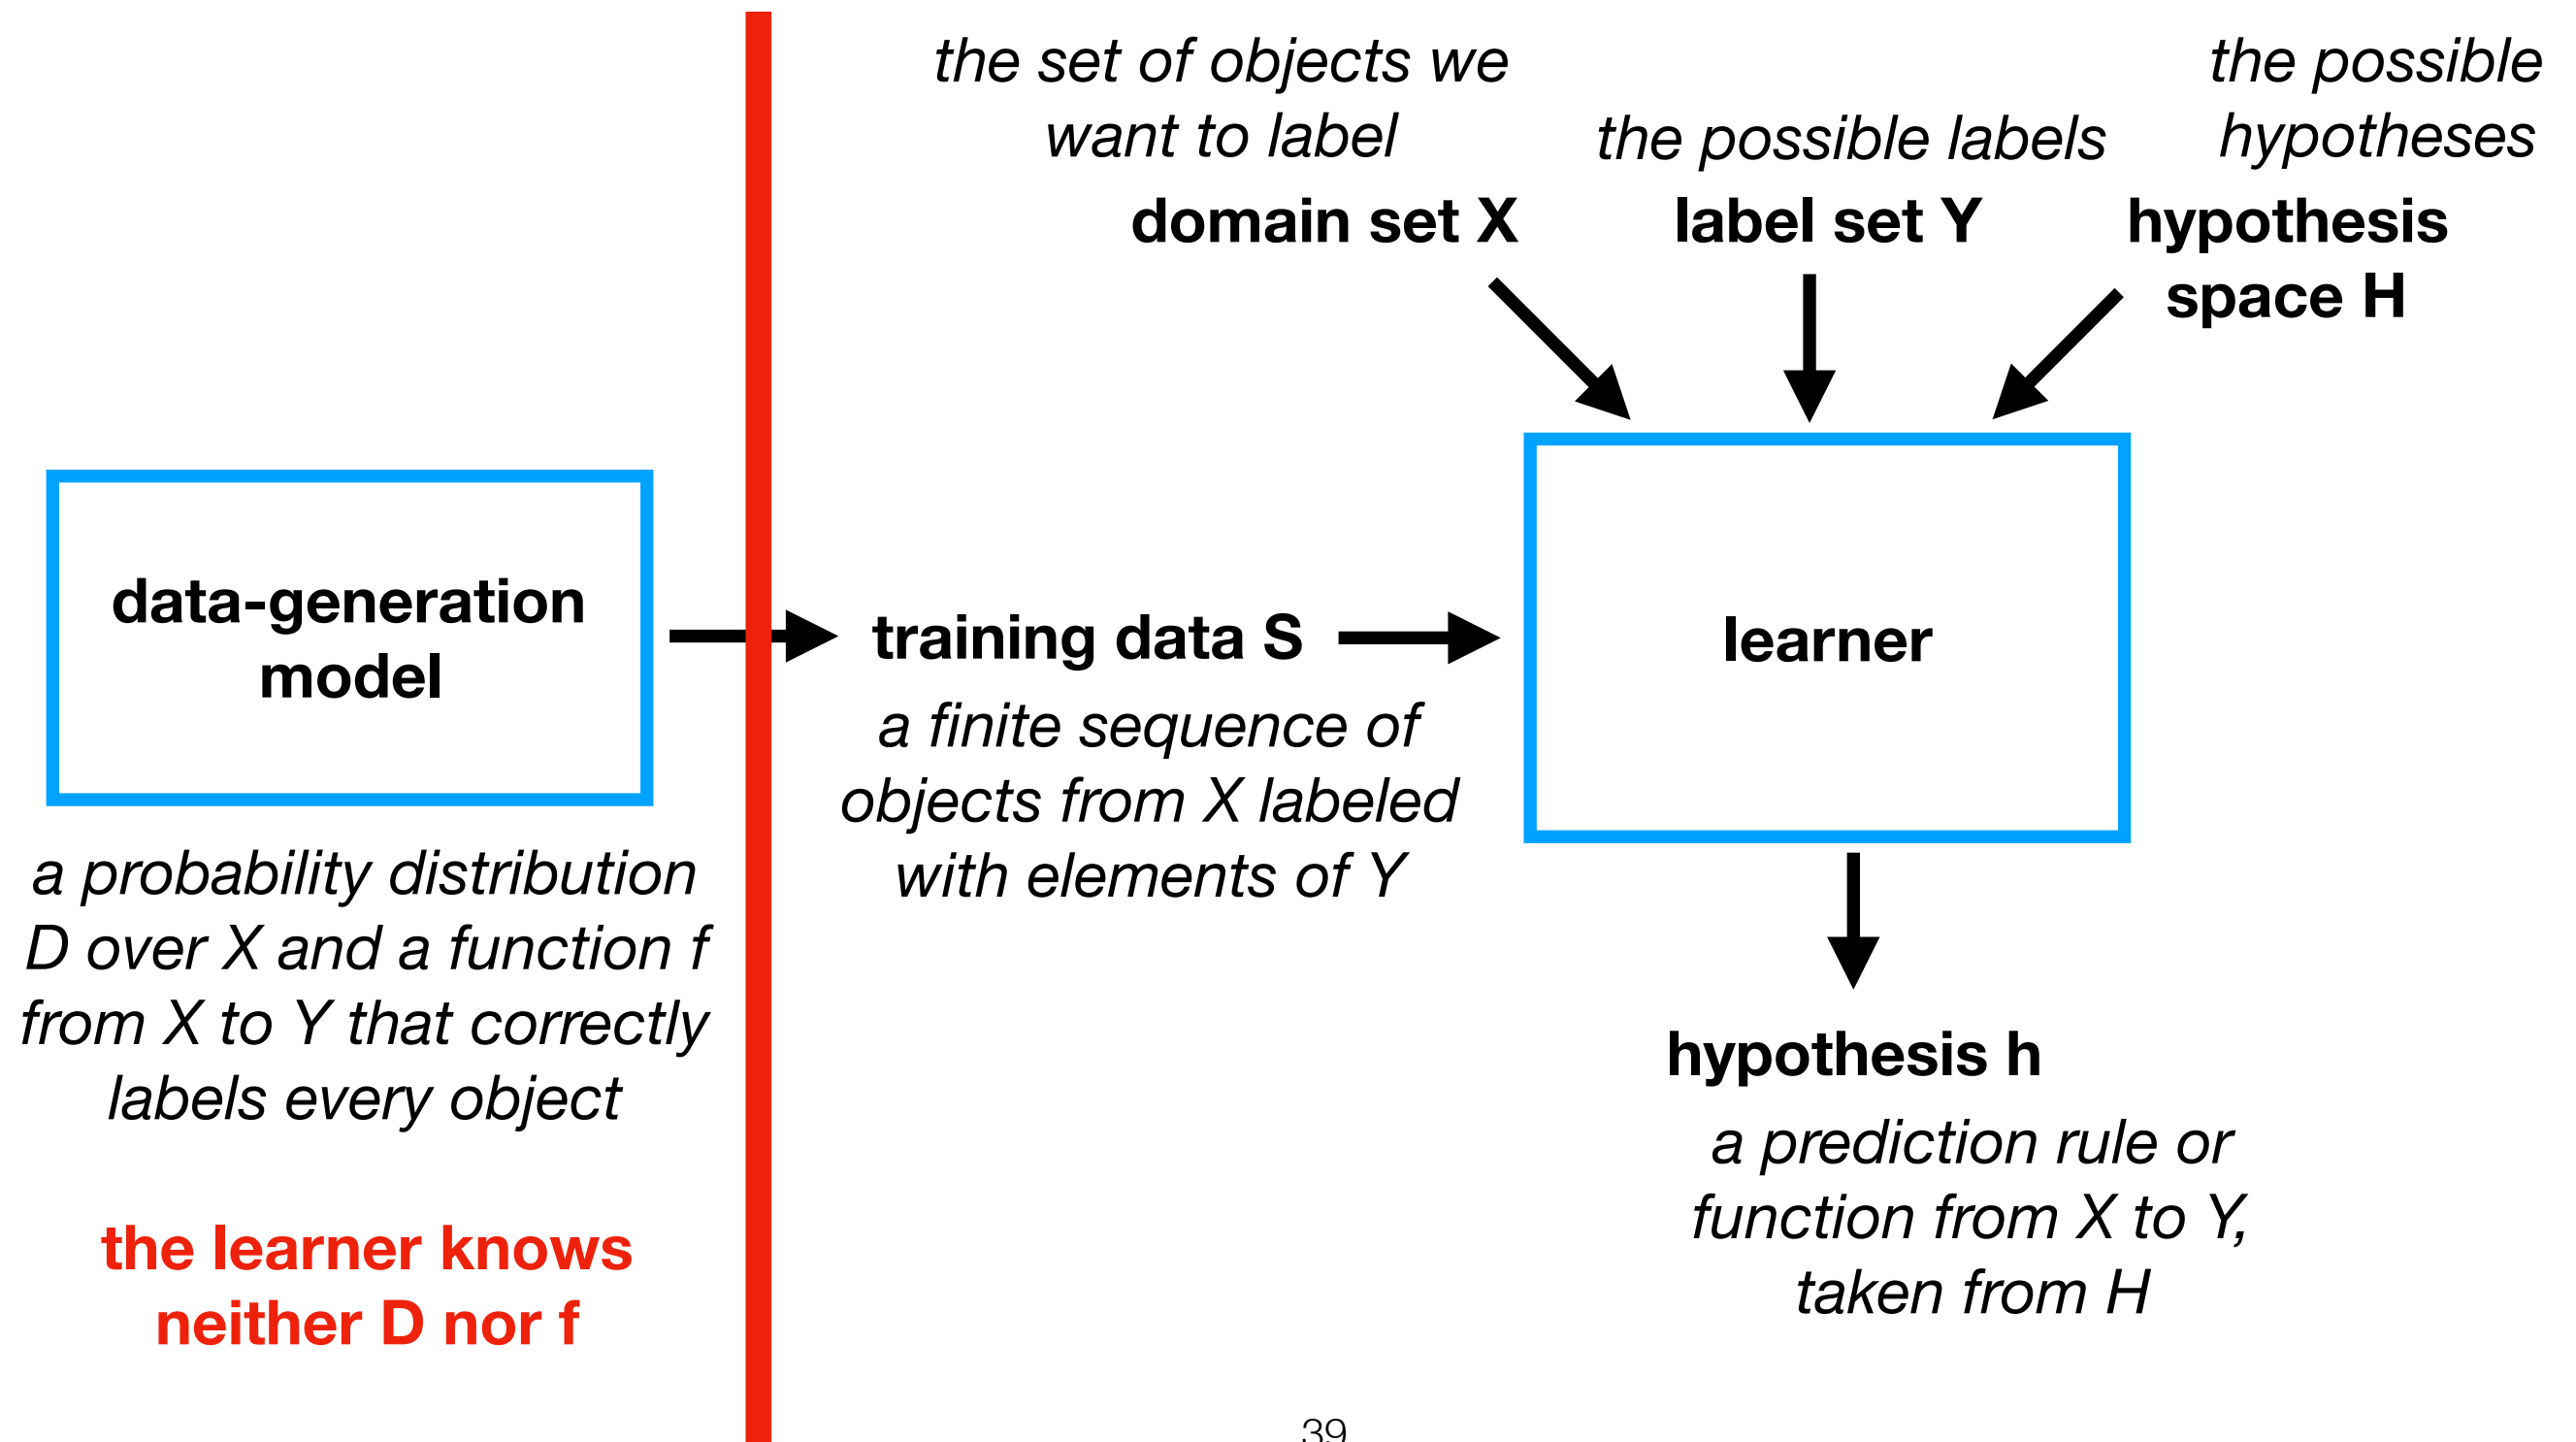 the set of objects we
want to label
domain set X
the possible labels
label set Y
the possible
hypotheses
hypothesis
space H
data-generation
model
a probability distribution
D over X and a function f
from X to Y that correctly
labels every object
the learner knows
neither D nor f
training data S
a finite sequence of
objects from X labeled
with elements of Y
learner
hypothesis h
a prediction rule or
function from X to Y,
taken from H
39